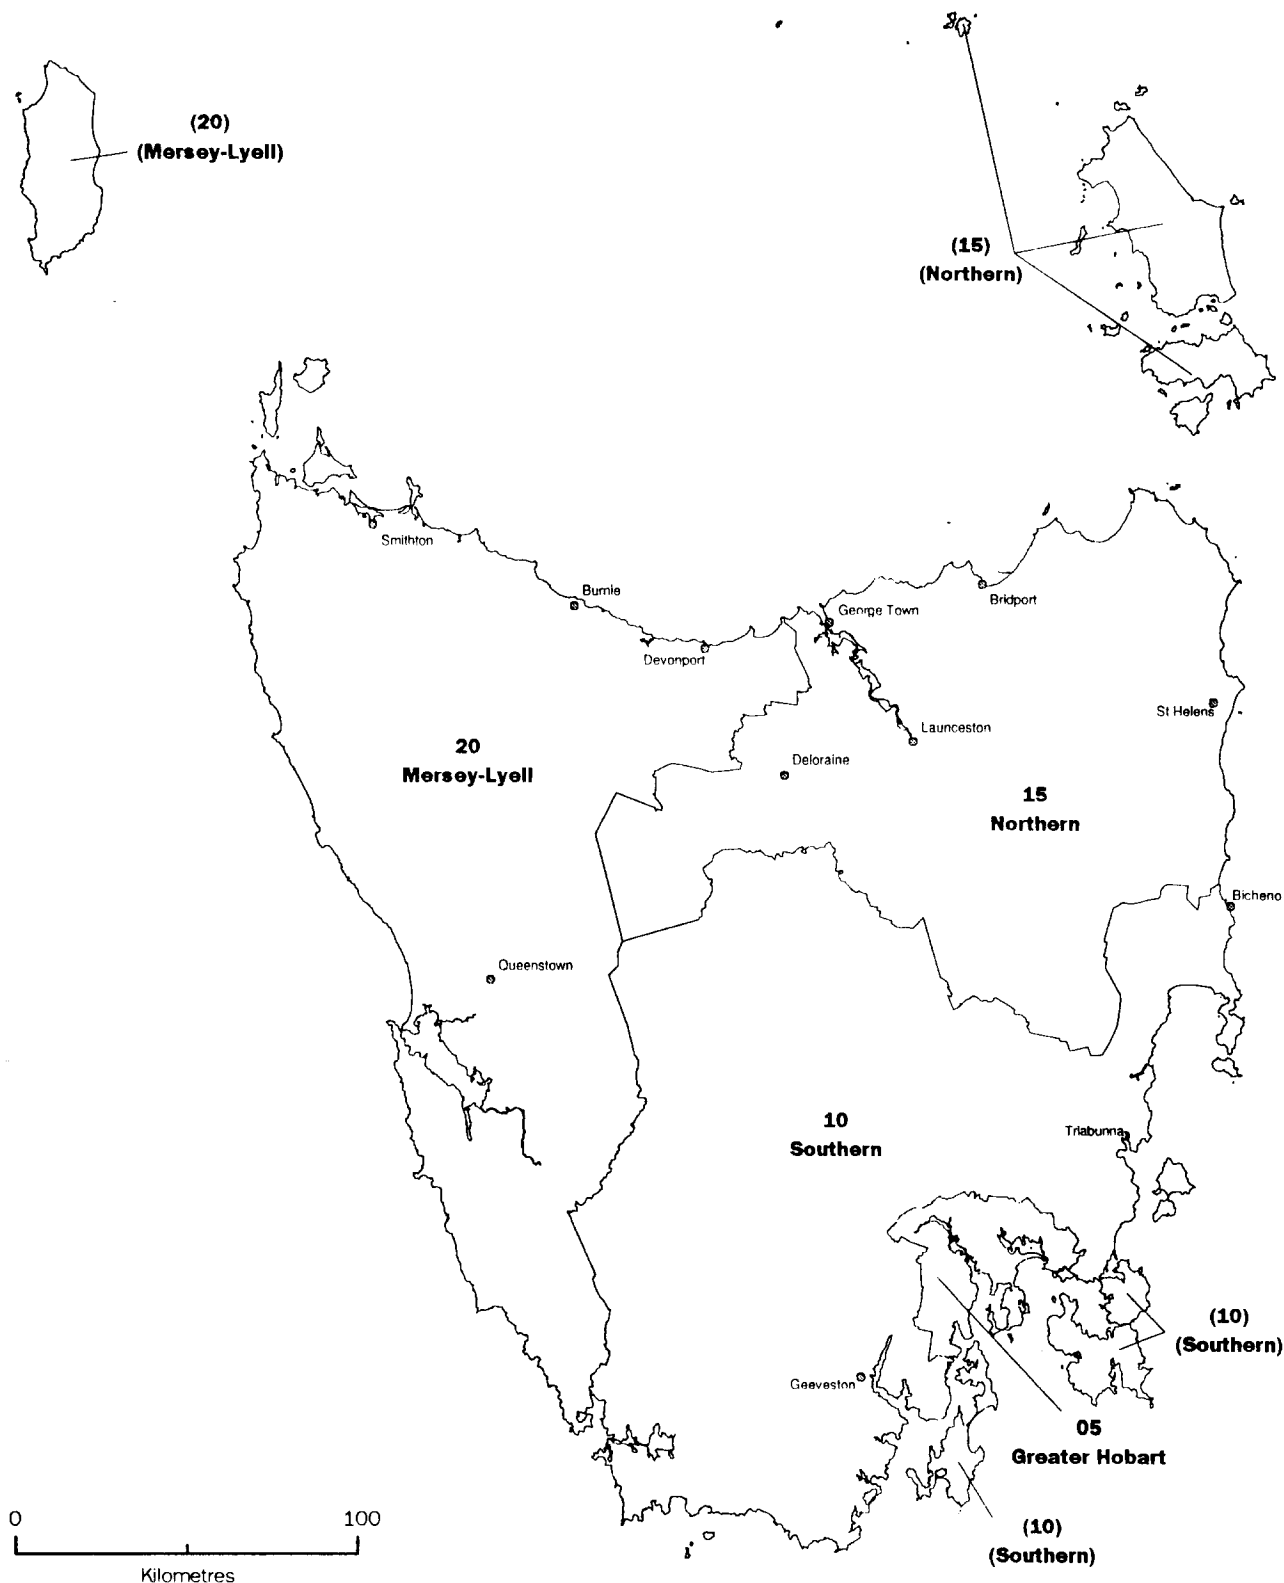 (20)
(Mersey-Lyell)
(15)
(Northern)
Smithton
Burnie
George Town
Bridport
Devonport
St Helens
Launceston
20
Mersey-Lyell
Deloraine
15
Northern
Bicheno
Queenstown
10
Southern
Triabunna
(10)
(Southern)
Geeveston
05
Greater Hobart
0
100
(10)
(Southern)
Kilometres